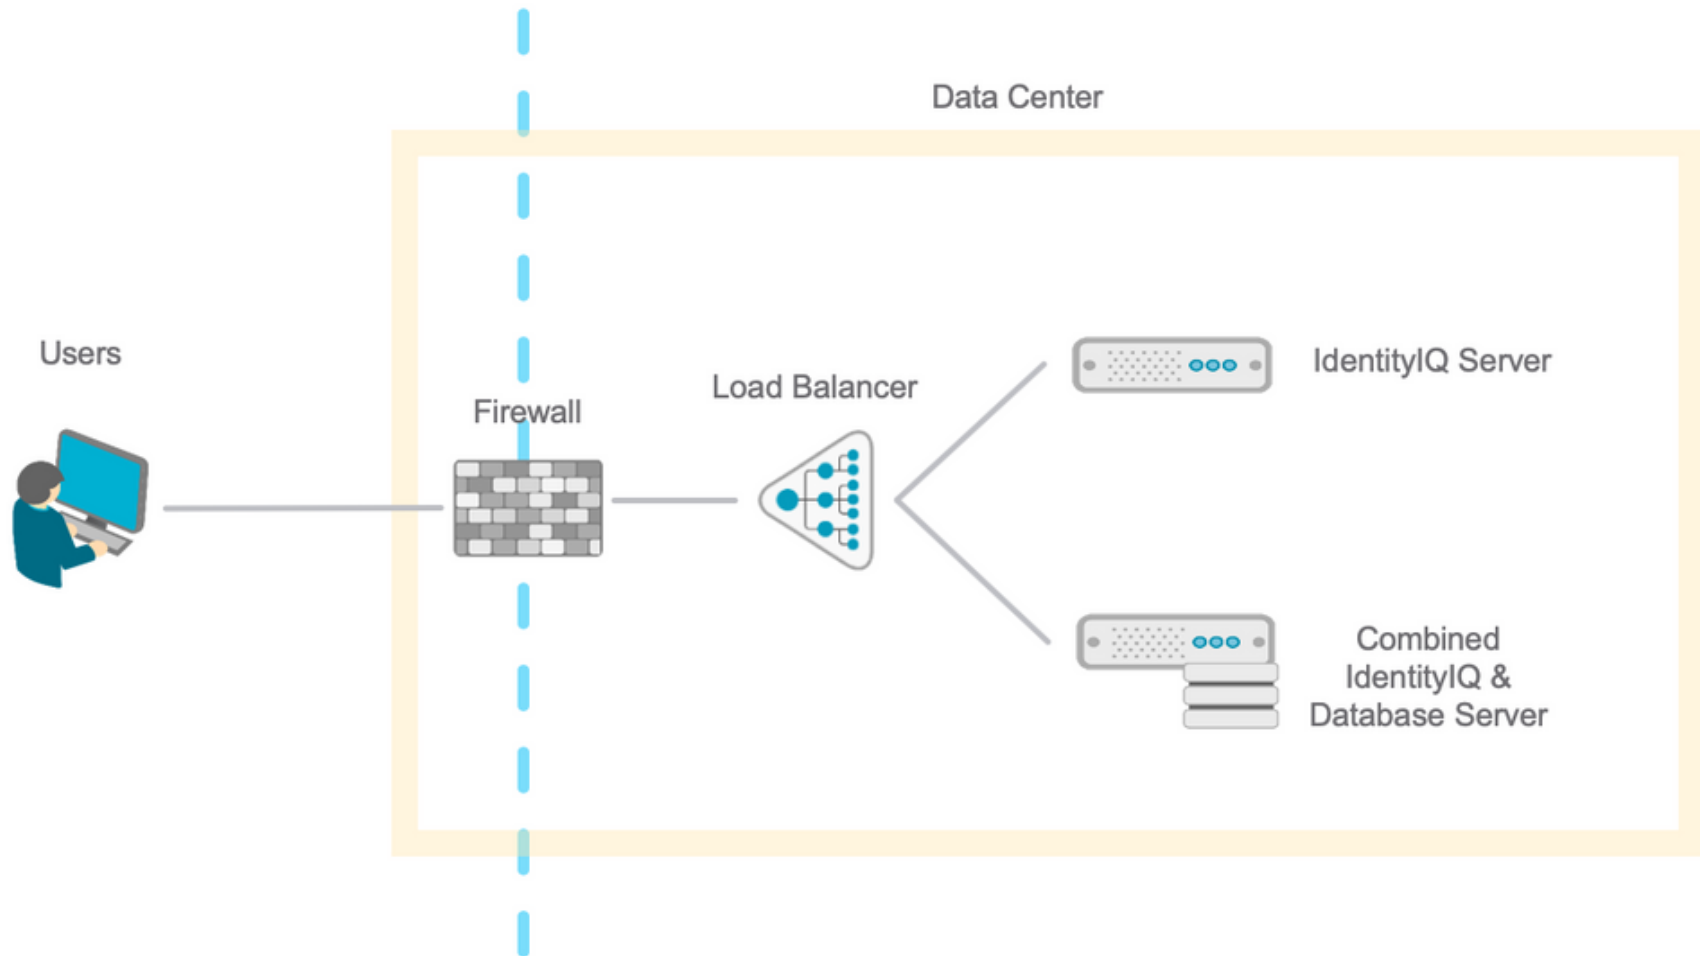 Data Center
Users
Firewall
Load Balancer
IdentityIQ Server
Combined
IdentityIQ &
Database Server